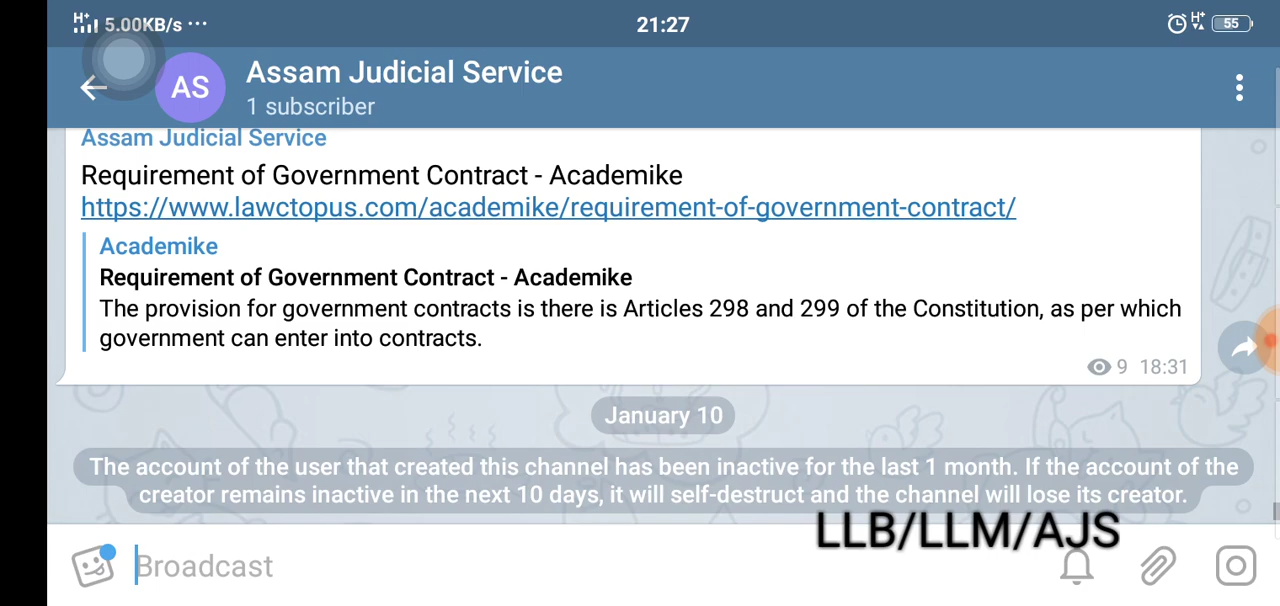 H+ 5.00KB/s ... 21:27 H+ 55
AS Assam Judicial Service
1 subscriber
Assam Judicial Service
Requirement of Government Contract - Academike
https://www.lawctopus.com/academike/requirement-of-government-contract/
Academike
Requirement of Government Contract - Academike
The provision for government contracts is there is Articles 298 and 299 of the Constitution, as per which
government can enter into contracts.
9 18:31
January 10
The account of the user that created this channel has been inactive for the last 1 month. If the account of the
creator remains inactive in the next 10 days, it will self-destruct and the channel will lose its creator.
LLB/LLM/AJS
Broadcast